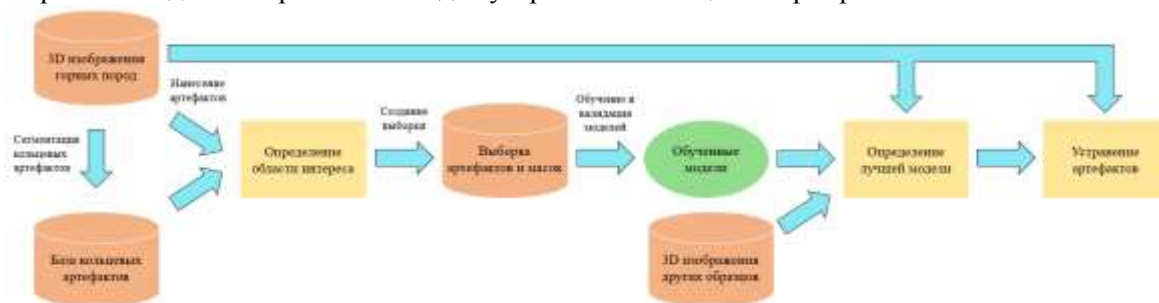 3D изображения
горных пород
Нанесение
артефактов
Сегментация
кольцевых
артефактов
База кольцевых
артефактов
Определение
области интереса
Создание
выборки
Выборка
артефактов и масок
Обучение и
валидация
моделей
Обученные
модели
3D изображения
других образцов
Определение
лучшей модели
Устранение
артефактов